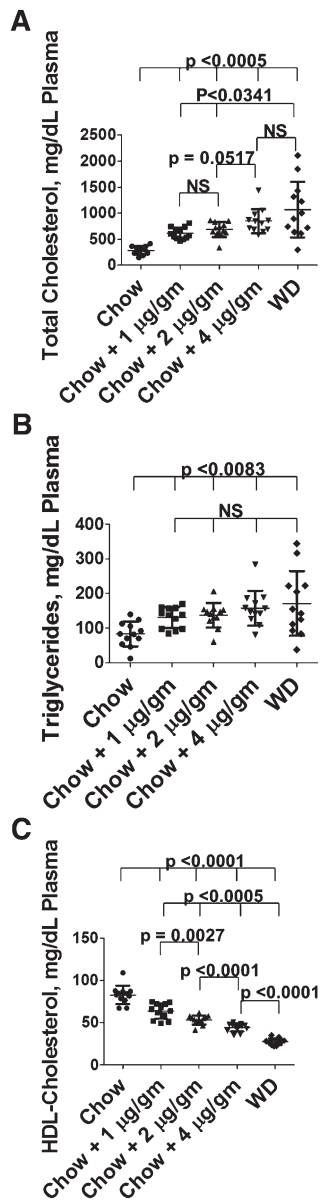 A
p <0.0005
P<0.0341
NS
p = 0.0517
NS
Total Cholesterol, mg/dL Plasma
2500
2000
1500
1000
500
0
Chow
Chow + 1 µg/gm
Chow + 2 µg/gm
Chow + 4 µg/gm
WD
B
p <0.0083
NS
Triglycerides, mg/dL Plasma
400
300
200
100
0
Chow
Chow + 1 µg/gm
Chow + 2 µg/gm
Chow + 4 µg/gm
WD
C
p <0.0001
p <0.0005
p = 0.0027
p <0.0001
p <0.0001
HDL-Cholesterol, mg/dL Plasma
150
100
50
0
Chow
Chow + 1 µg/gm
Chow + 2 µg/gm
Chow + 4 µg/gm
WD